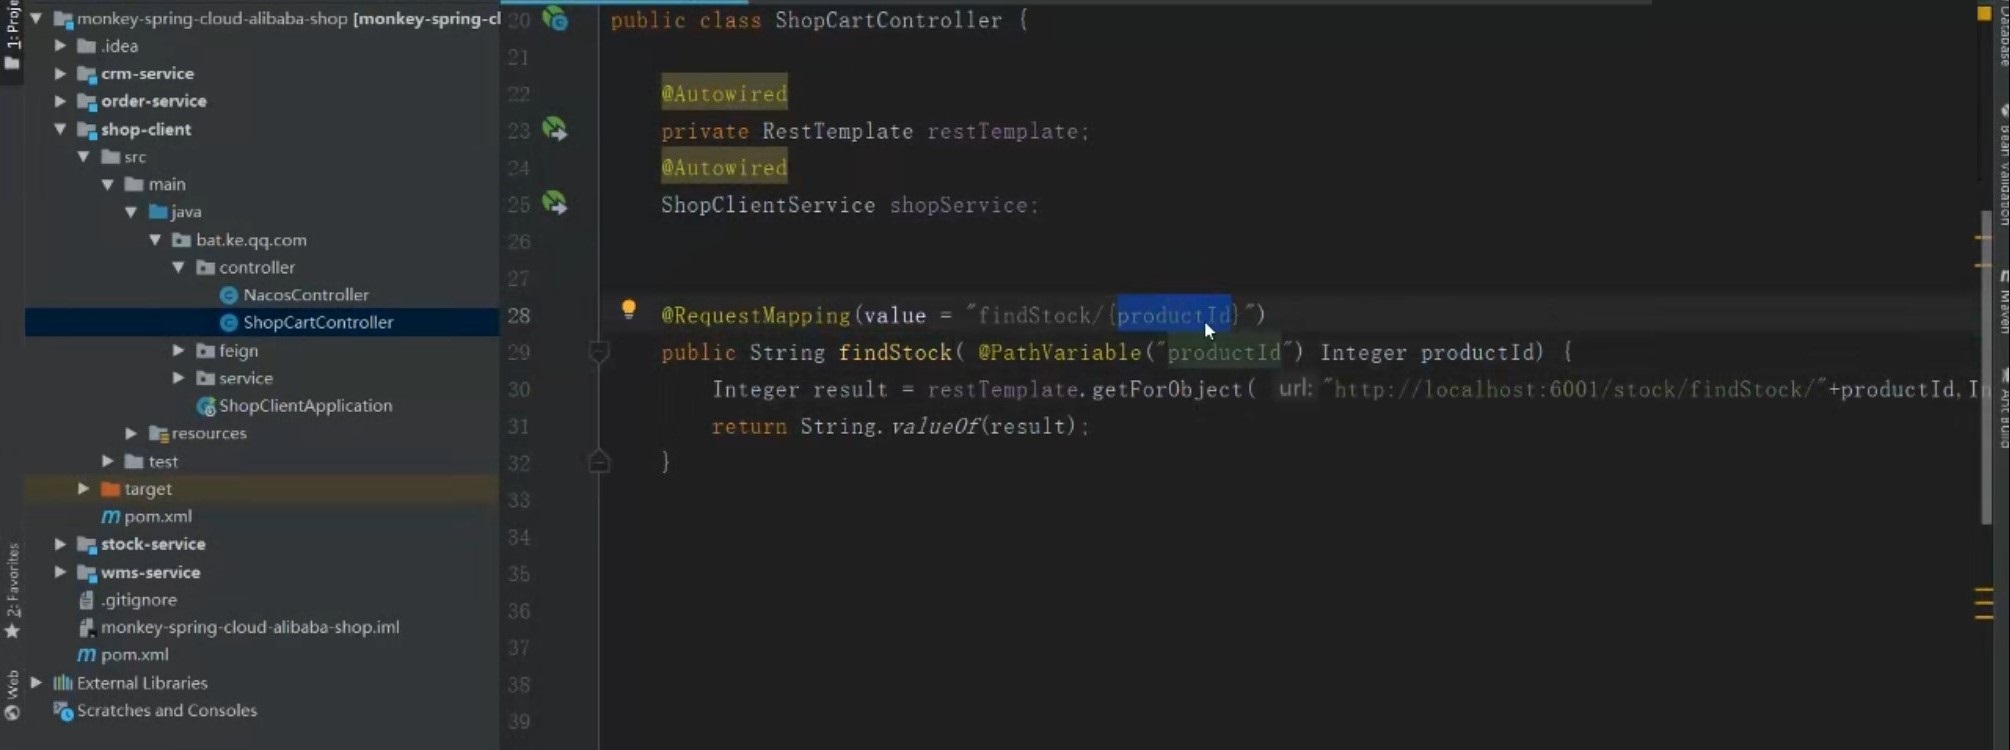 1: Proj
monkey-spring-cloud-alibaba-shop [monkey-spring-cl
.idea
crm-service
order-service
shop-client
src
main
java
bat.ke.qq.com
controller
NacosController
ShopCartController
feign
service
ShopClientApplication
resources
test
target
pom.xml
stock-service
wms-service
.gitignore
monkey-spring-cloud-alibaba-shop.iml
pom.xml
External Libraries
Scratches and Consoles
2: Favorites
Web
20 public class ShopCartController {
21
22 @Autowired
23 private RestTemplate restTemplate;
24 @Autowired
25 ShopClientService shopService;
26
27
28 @RequestMapping(value = "findStock/{productId}")
29 public String findStock( @PathVariable("productId") Integer productId) {
30 Integer result = restTemplate.getForObject( url: "http://localhost:6001/stock/findStock/"+productId,In
31 return String.valueOf(result);
32 }
33
34
35
36
37
38
39
Database
Bean Validation
Maven
Ant Build